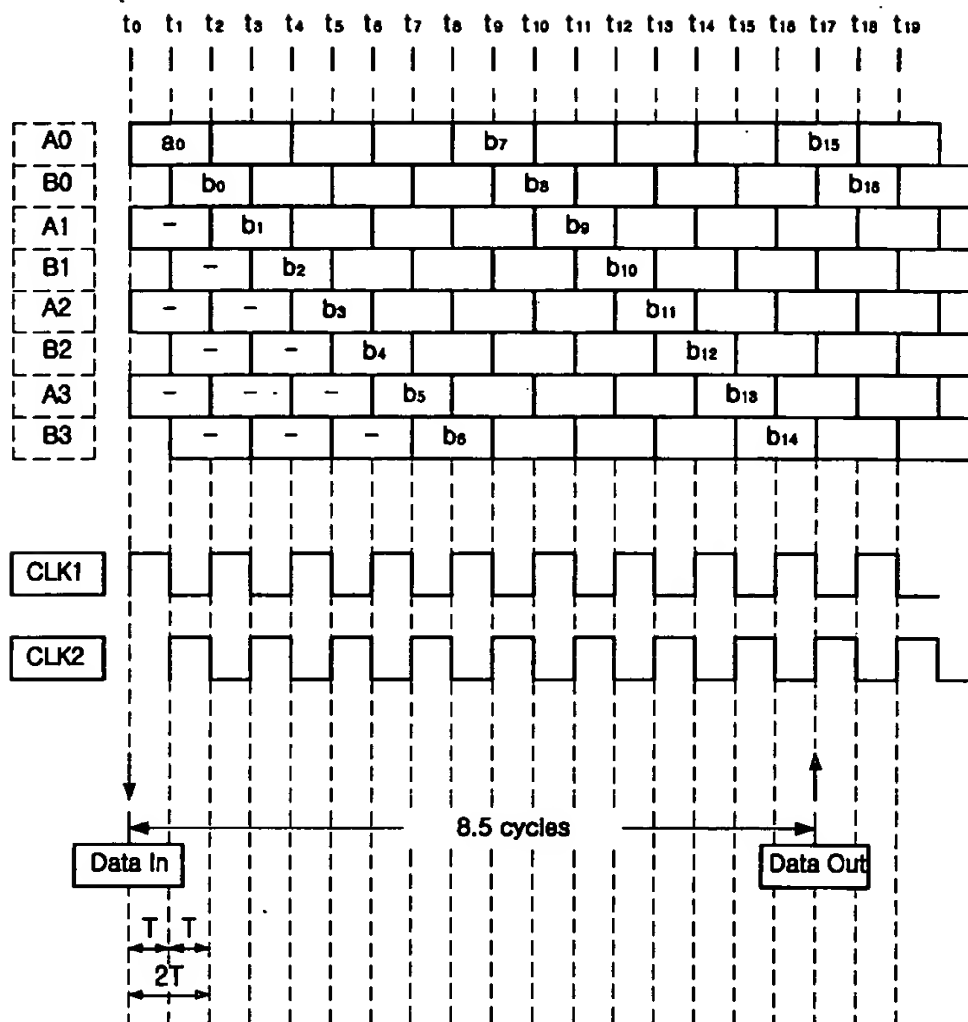 t0 t1 t2 t3 t4 t5 t6 t7 t8 t9 t10 t11 t12 t13 t14 t15 t16 t17 t18 t19
A0 a0 b7 b15
B0 b0 b8 b16
A1 - b1 b9
B1 - b2 b10
A2 - - b3 b11
B2 - - b4 b12
A3 - - - b5 b13
B3 - - - b6 b14
CLK1
CLK2
8.5 cycles
Data In Data Out
T T
2T